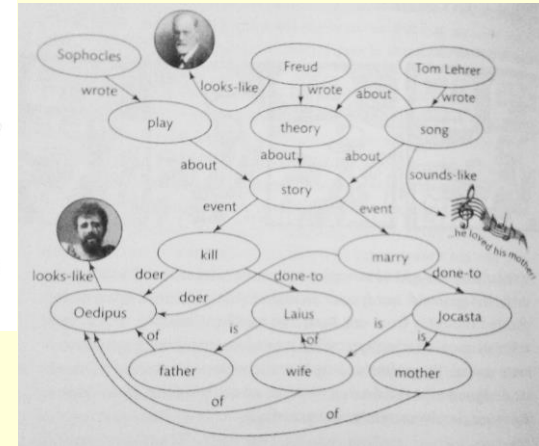 Sophocles
Freud
Tom Lehrer
looks-like
wrote
wrote
about
wrote
play
theory
song
about
about
about
sounds-like
story
event
event
...he loved his mother!
kill
marry
looks-like
doer
done-to
done-to
doer
Oedipus
Laius
Jocasta
of
is
of
is
is
father
wife
mother
of
of